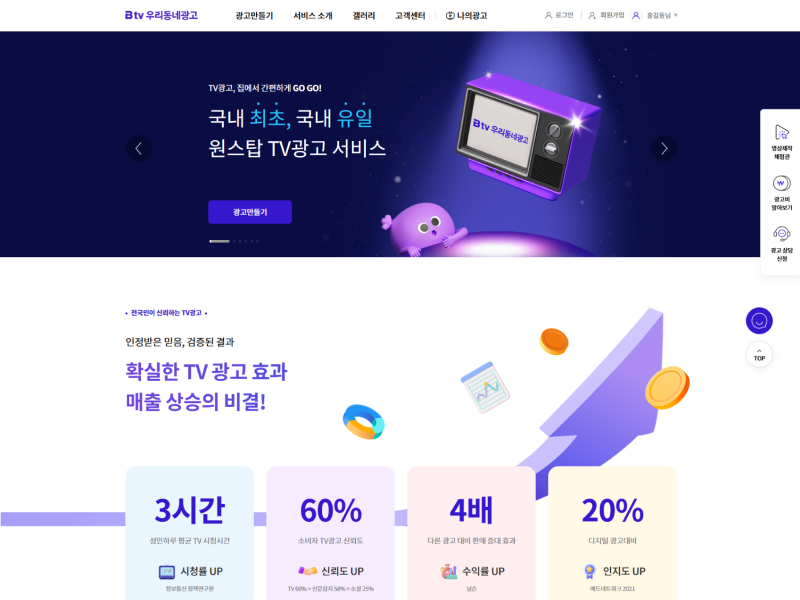 B tv 우리동네광고
광고만들기
서비스 소개
갤러리
고객센터
나의광고
로그인
회원가입
홍길동님
TV광고, 집에서 간편하게 GO GO!
국내 최초, 국내 유일
원스탑 TV광고 서비스
광고만들기
B tv 우리동네광고
영상제작
체험관
광고비
알아보기
광고 상담
신청
TOP
• 전국민이 신뢰하는 TV광고 •
인정받은 믿음, 검증된 결과
확실한 TV 광고 효과
매출 상승의 비결!
3시간
성인하루 평균 TV 시청시간
시청률 UP
정보통신 정책연구원
60%
소비자 TV광고 신뢰도
신뢰도 UP
TV 60% > 신문잡지 58% > 소셜 25%
4배
다른 광고 대비 판매 증대 효과
수익률 UP
닐슨
20%
디지털 광고대비
인지도 UP
메드네트워크 2021